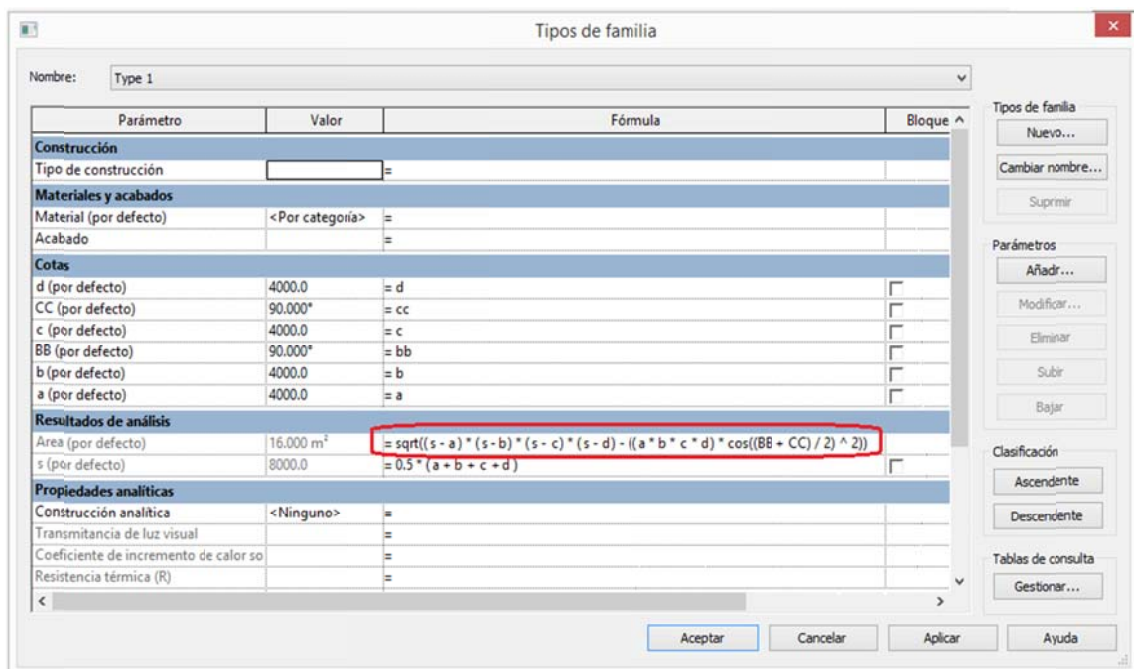 Tipos de familia
Nombre: Type 1
Parámetro Valor Fórmula Bloque
Construcción
Tipo de construcción =
Materiales y acabados
Material (por defecto) <Por categoría> =
Acabado =
Cotas
d (por defecto) 4000.0 = d
CC (por defecto) 90.000° = cc
c (por defecto) 4000.0 = c
BB (por defecto) 90.000° = bb
b (por defecto) 4000.0 = b
a (por defecto) 4000.0 = a
Resultados de análisis
Area (por defecto) 16.000 m² = sqrt((s - a) * (s - b) * (s - c) * (s - d) - ((a * b * c * d) * cos((BB + CC) / 2) ^ 2))
s (por defecto) 8000.0 = 0.5 * (a + b + c +d )
Propiedades analíticas
Construcción analítica <Ninguno> =
Transmitancia de luz visual =
Coeficiente de incremento de calor so =
Resistencia térmica (R) =
Tipos de familia
Nuevo...
Cambiar nombre...
Suprimir
Parámetros
Añadir...
Modificar...
Eliminar
Subir
Bajar
Clasificación
Ascendente
Descendente
Tablas de consulta
Gestionar...
Aceptar Cancelar Aplicar Ayuda